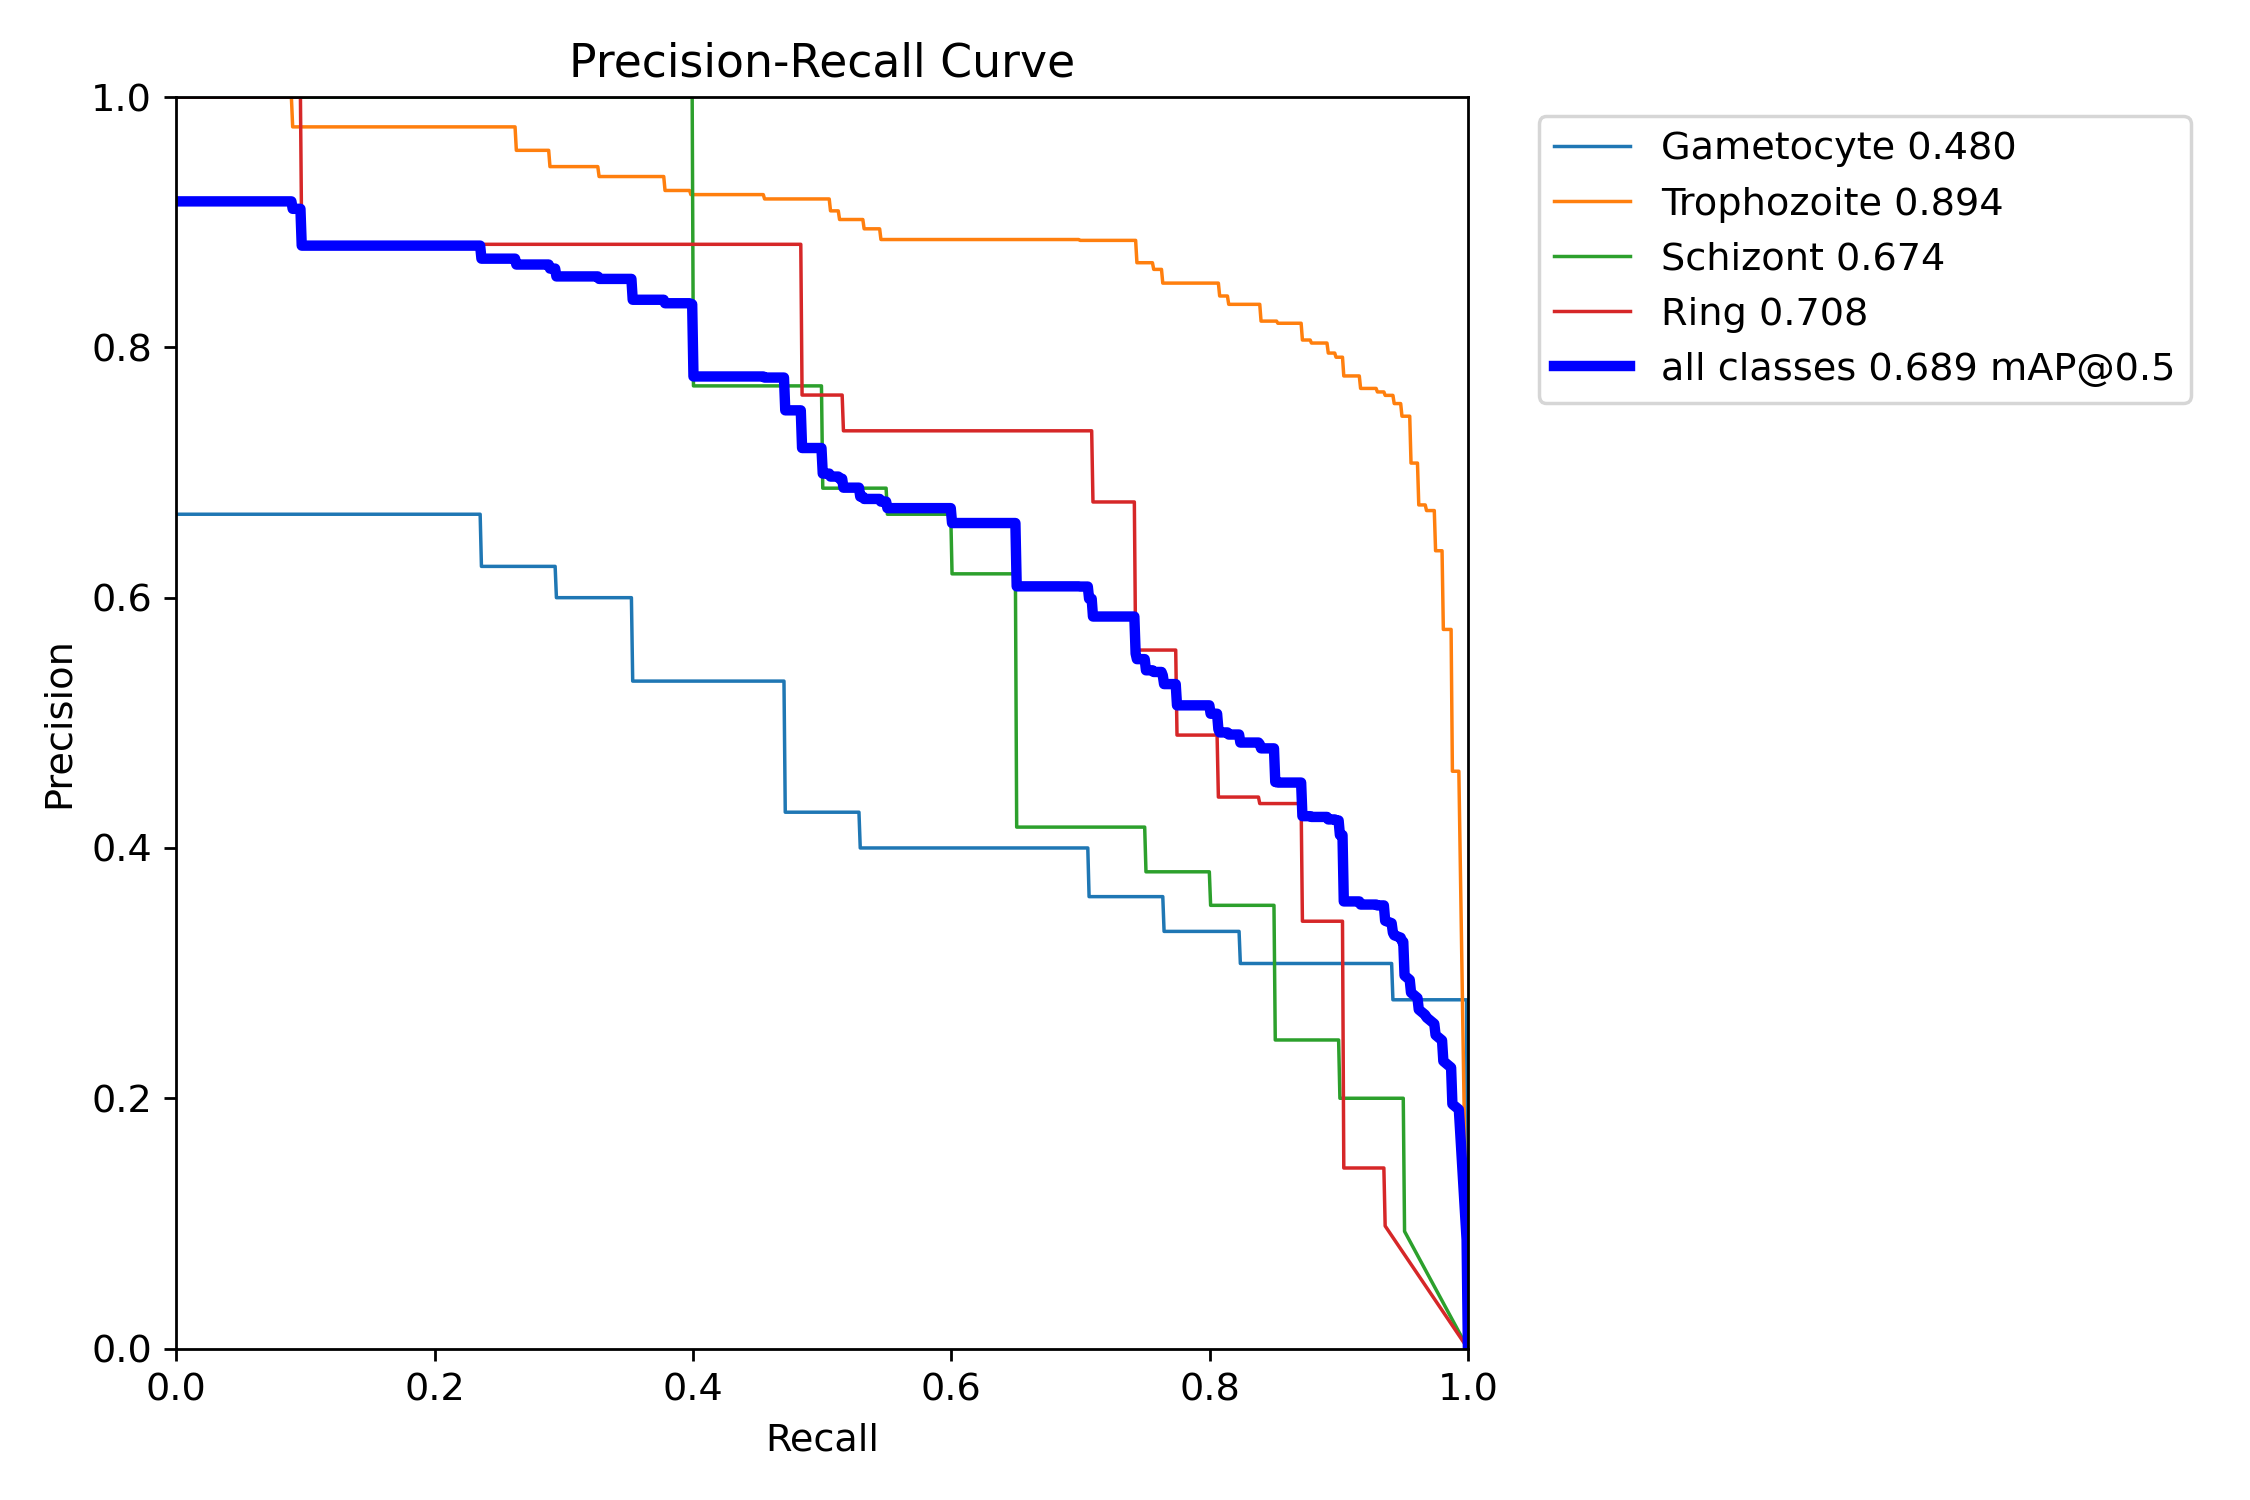 Precision-Recall Curve
1.0
0.8
0.6
0.4
0.2
0.0
Precision
0.0 0.2 0.4 0.6 0.8 1.0
Recall
Gametocyte 0.480
Trophozoite 0.894
Schizont 0.674
Ring 0.708
all classes 0.689 mAP@0.5